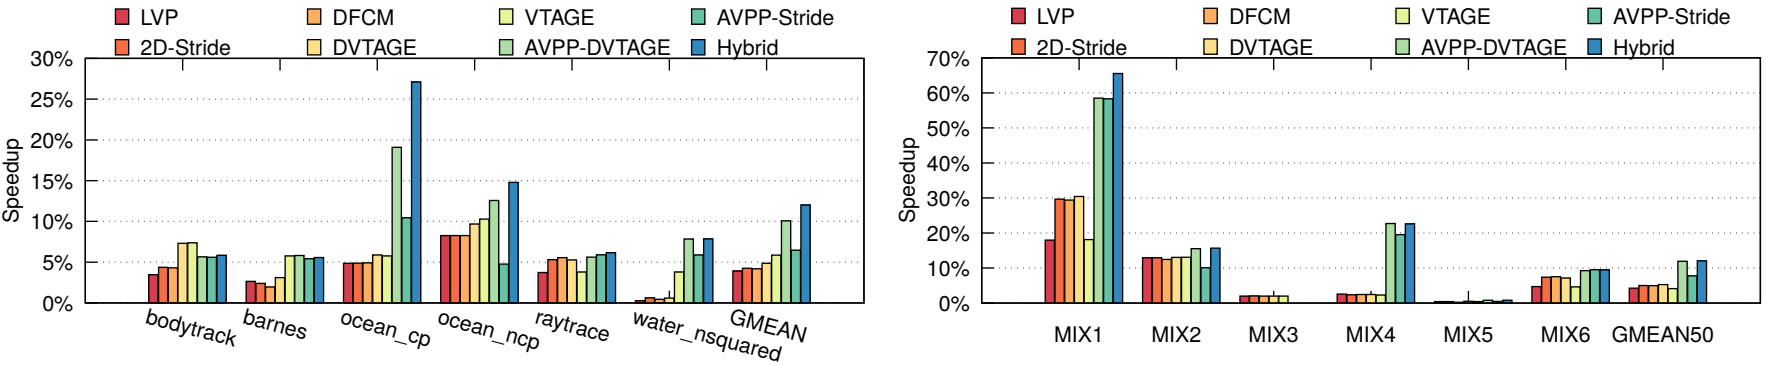 LVP DFCM VTAGE AVPP-Stride
2D-Stride DVTAGE AVPP-DVTAGE Hybrid
30%
25%
20%
15%
10%
5%
0%
Speedup
bodytrack barnes ocean_cp ocean_ncp raytrace water_nsquared GMEAN
LVP DFCM VTAGE AVPP-Stride
2D-Stride DVTAGE AVPP-DVTAGE Hybrid
70%
60%
50%
40%
30%
20%
10%
0%
Speedup
MIX1 MIX2 MIX3 MIX4 MIX5 MIX6 GMEAN50